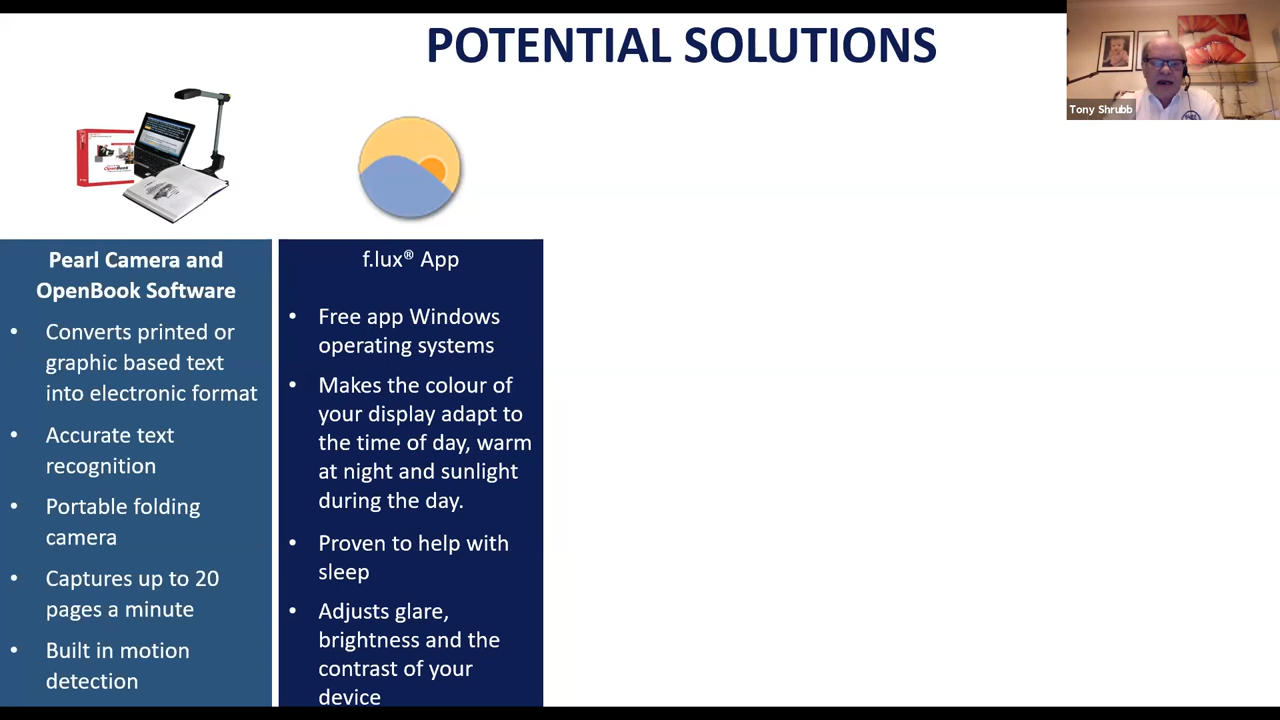 POTENTIAL SOLUTIONS
Tony Shrubb
OpenBook
Pearl Camera and
OpenBook Software
• Converts printed or
graphic based text
into electronic format
• Accurate text
recognition
• Portable folding
camera
• Captures up to 20
pages a minute
• Built in motion
detection
f.lux® App
• Free app Windows
operating systems
• Makes the colour of
your display adapt to
the time of day, warm
at night and sunlight
during the day.
• Proven to help with
sleep
• Adjusts glare,
brightness and the
contrast of your
device